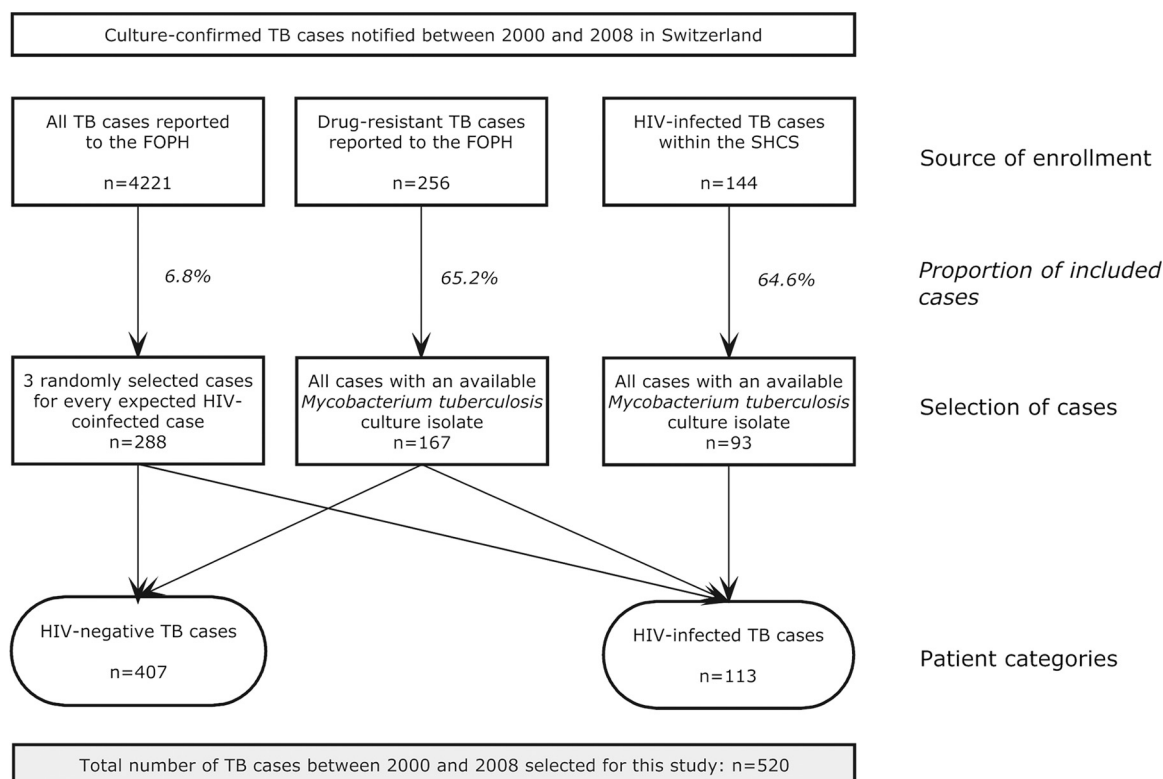 Culture-confirmed TB cases notified between 2000 and 2008 in Switzerland
All TB cases reported
to the FOPH
n=4221
Drug-resistant TB cases
reported to the FOPH
n=256
HIV-infected TB cases
within the SHCS
n=144
Source of enrollment
6.8%
65.2%
64.6%
Proportion of included
cases
3 randomly selected cases
for every expected HIV-
coinfected case
n=288
All cases with an available
Mycobacterium tuberculosis
culture isolate
n=167
All cases with an available
Mycobacterium tuberculosis
culture isolate
n=93
Selection of cases
HIV-negative TB cases
n=407
HIV-infected TB cases
n=113
Patient categories
Total number of TB cases between 2000 and 2008 selected for this study: n=520